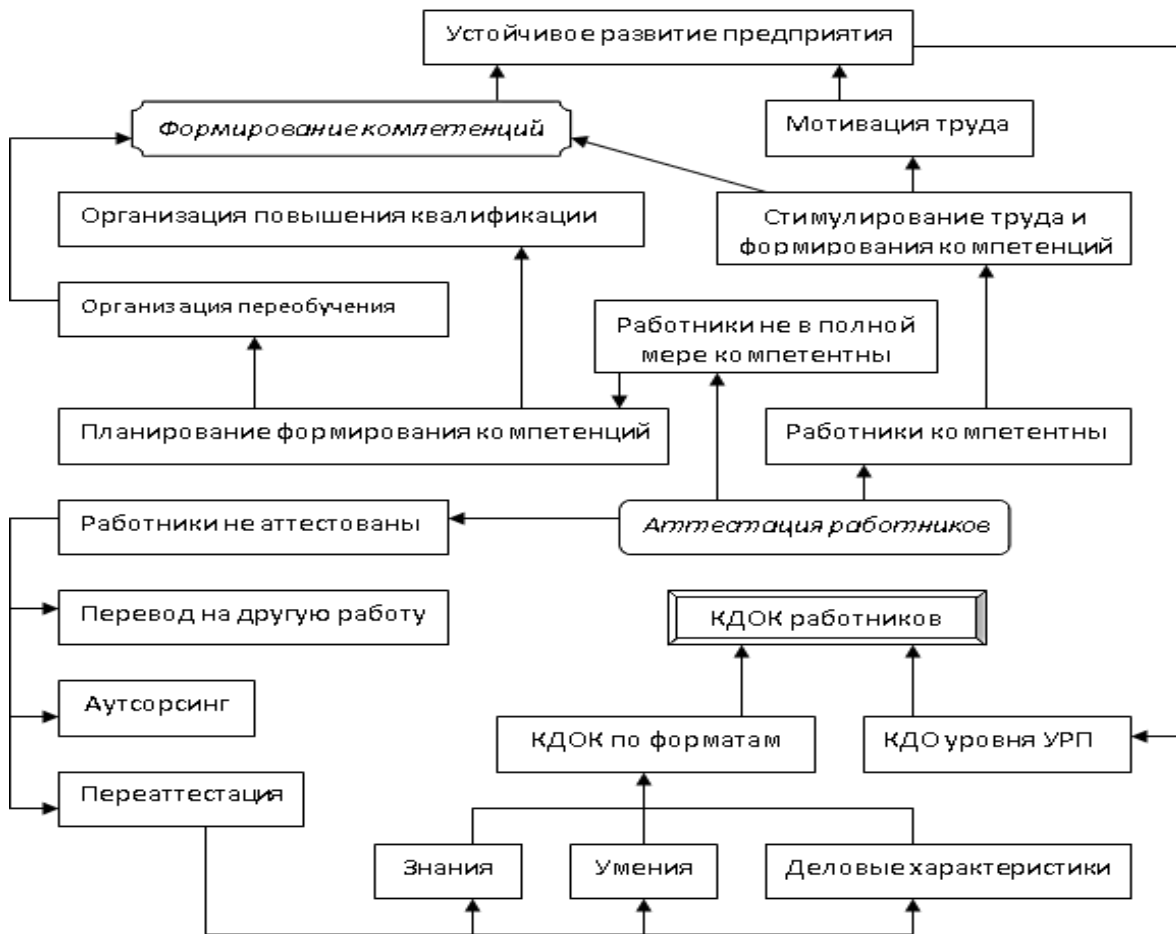 Устойчивое развитие предприятия
Формирование компетенций
Мотивация труда
Организация повышения квалификации
Стимулирование труда и
формирования компетенций
Организация переобучения
Работники не в полной
мере компетентны
Планирование формирования компетенций
Работники компетентны
Работники не аттестованы
Аттестация работников
Перевод на другую работу
КДОК работников
Аутсорсинг
КДОК по форматам
КДО уровня УРП
Переаттестация
Знания
Умения
Деловые характеристики